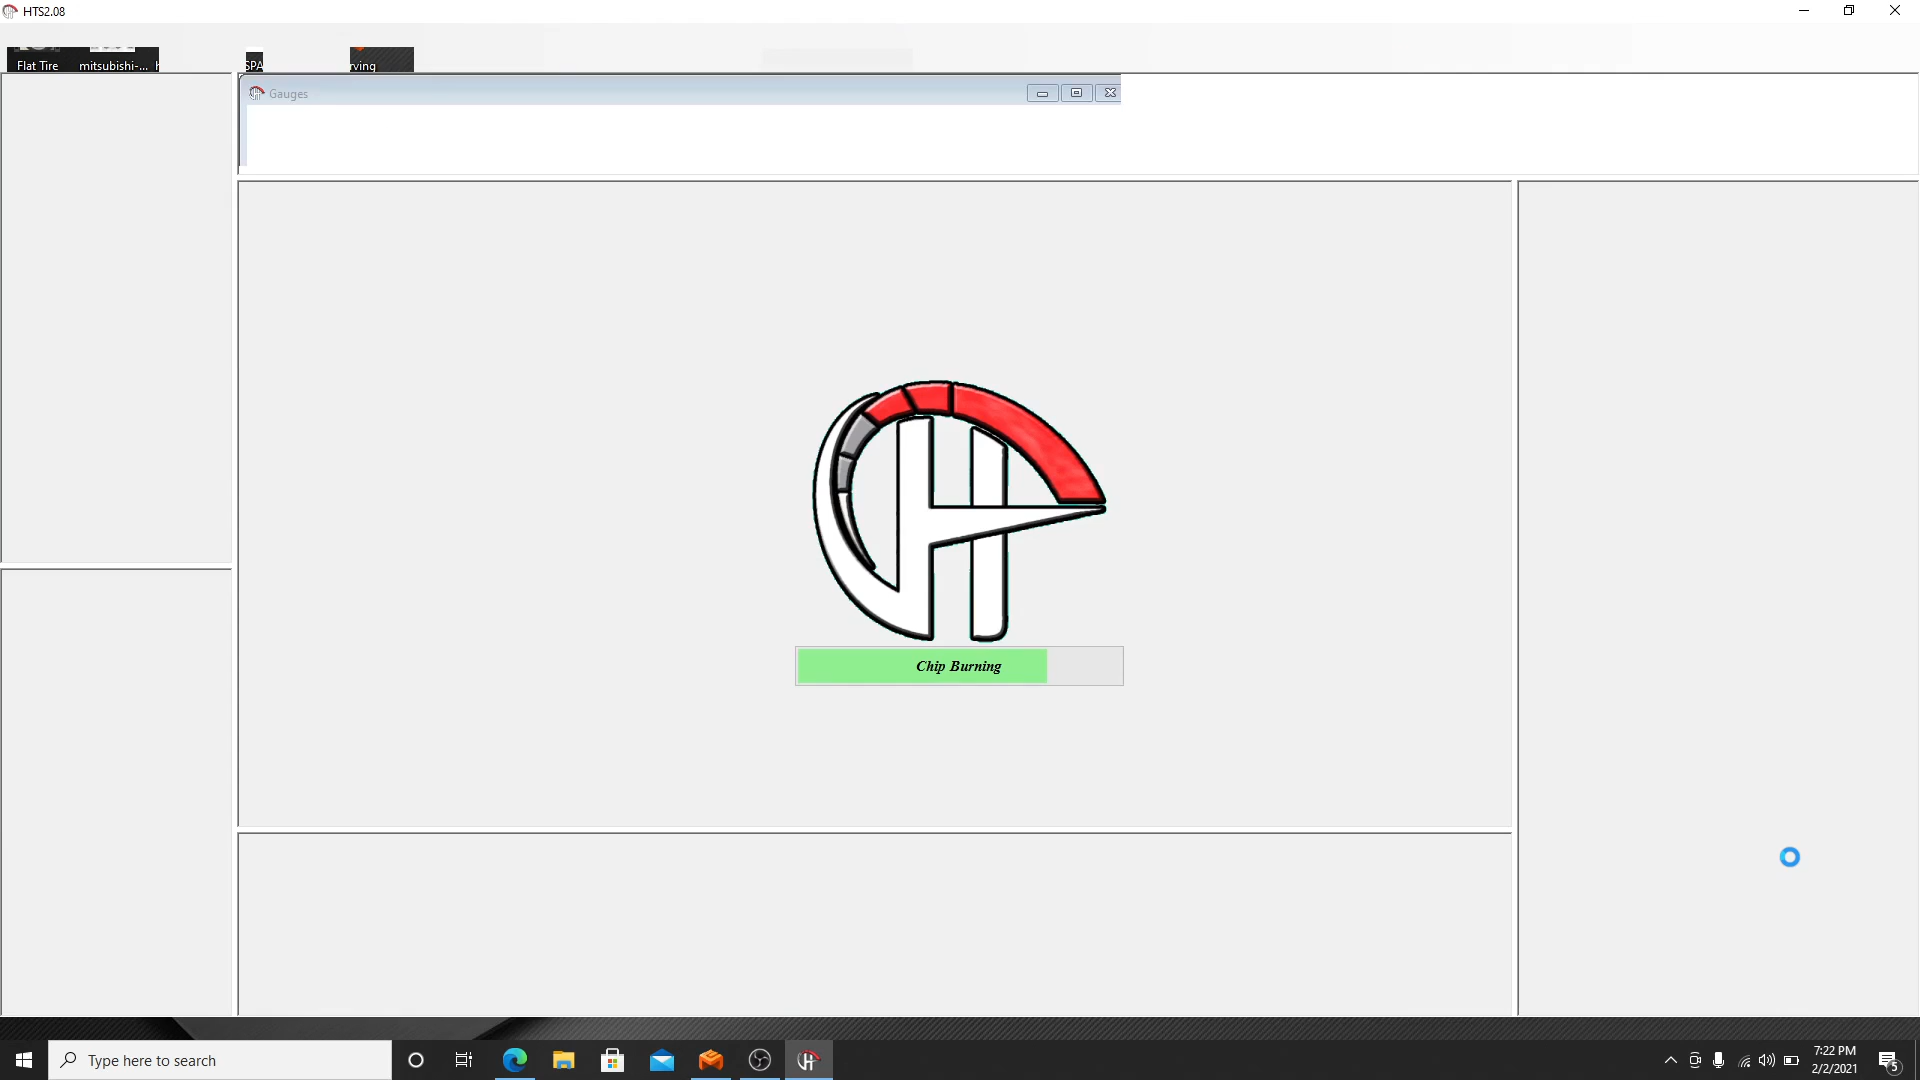 HTS2.08
Flat Tire
mitsubishi-...
SPA
rving
Gauges
Chip Burning
Type here to search
7:22 PM
2/2/2021
5